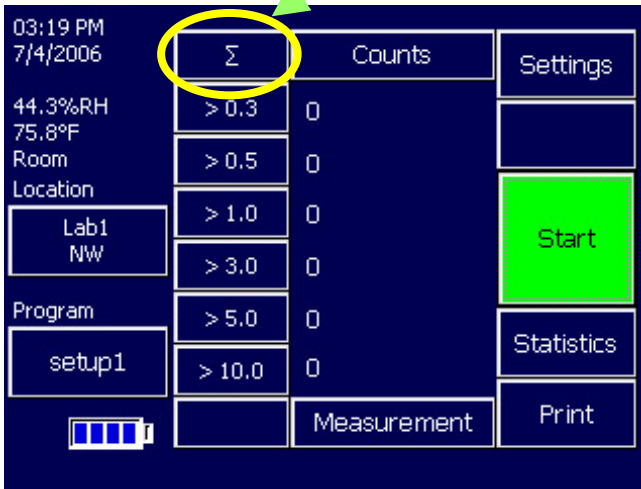 03:19 PM
7/4/2006
44.3%RH
75.8°F
Room
Location
Lab1
NW
Program
setup1
Σ
Counts
> 0.3
0
> 0.5
0
> 1.0
0
> 3.0
0
> 5.0
0
> 10.0
0
Measurement
Settings
Start
Statistics
Print